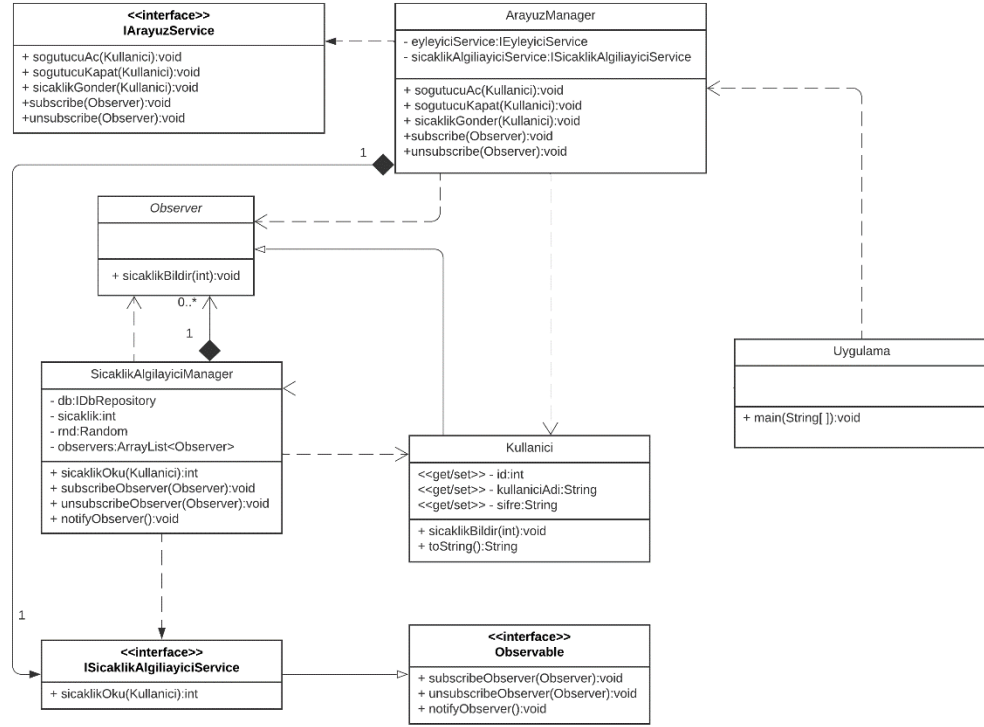 <<interface>>
IArayuzService
+ sogutucuAc(Kullanici):void
+ sogutucuKapat(Kullanici):void
+ sicaklikGonder(Kullanici):void
+subscribe(Observer):void
+unsubscribe(Observer):void
ArayuzManager
- eyleyiciService:IEyleyiciService
- sicaklikAlgiliayiciService:ISicaklikAlgiliayiciService
+ sogutucuAc(Kullanici):void
+ sogutucuKapat(Kullanici):void
+ sicaklikGonder(Kullanici):void
+subscribe(Observer):void
+unsubscribe(Observer):void
1
Observer
+ sicaklikBildir(int):void
0..*
1
SicaklikAlgilayiciManager
- db:IDbRepository
- sicaklik:int
- rnd:Random
- observers:ArrayList<Observer>
+ sicaklikOku(Kullanici):int
+ subscribeObserver(Observer):void
+ unsubscribeObserver(Observer):void
+ notifyObserver():void
Uygulama
+ main(String[ ]):void
Kullanici
<<get/set>> - id:int
<<get/set>> - kullaniciAdi:String
<<get/set>> - sifre:String
+ sicaklikBildir(int):void
+ toString():String
1
<<interface>>
ISicaklikAlgiliayiciService
+ sicaklikOku(Kullanici):int
<<interface>>
Observable
+ subscribeObserver(Observer):void
+ unsubscribeObserver(Observer):void
+ notifyObserver():void